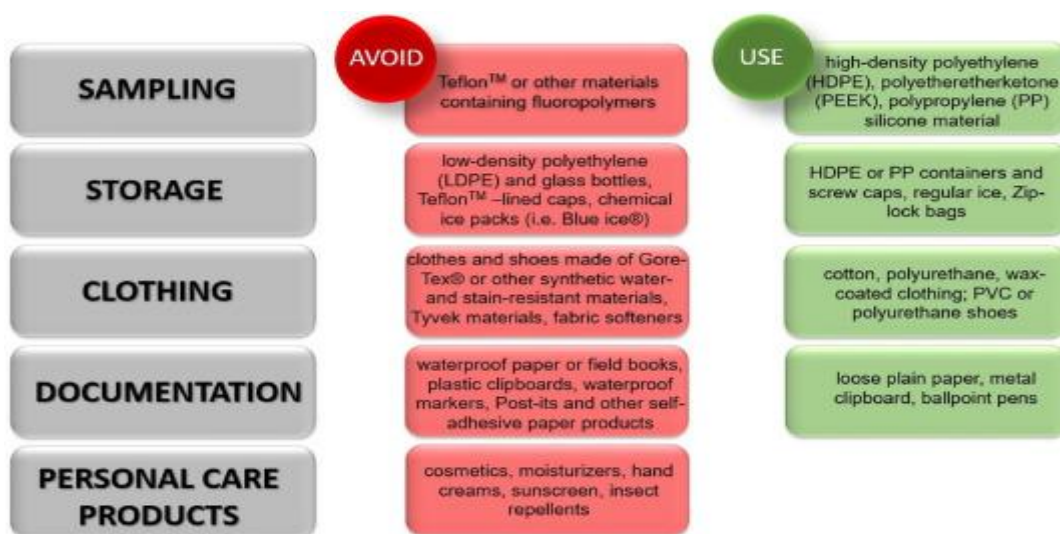 AVOID
USE
SAMPLING
Teflon™ or other materials
containing fluoropolymers
high-density polyethylene
(HDPE), polyetheretherketone
(PEEK), polypropylene (PP)
silicone material
STORAGE
low-density polyethylene
(LDPE) and glass bottles,
Teflon™ –lined caps, chemical
ice packs (i.e. Blue ice®)
HDPE or PP containers and
screw caps, regular ice, Zip-
lock bags
CLOTHING
clothes and shoes made of Gore-
Tex® or other synthetic water-
and stain-resistant materials,
Tyvek materials, fabric softeners
cotton, polyurethane, wax-
coated clothing; PVC or
polyurethane shoes
DOCUMENTATION
waterproof paper or field books,
plastic clipboards, waterproof
markers, Post-its and other self-
adhesive paper products
loose plain paper, metal
clipboard, ballpoint pens
PERSONAL CARE
PRODUCTS
cosmetics, moisturizers, hand
creams, sunscreen, insect
repellents